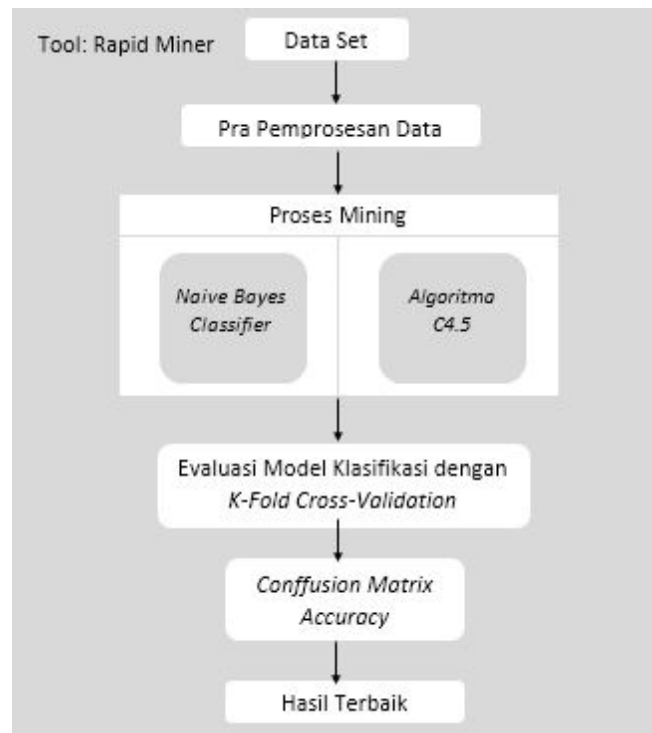 Tool: Rapid Miner
Data Set
Pra Pemprosesan Data
Proses Mining
Naive Bayes
Classifier
Algoritma
C4.5
Evaluasi Model Klasifikasi dengan
K-Fold Cross-Validation
Conffusion Matrix
Accuracy
Hasil Terbaik